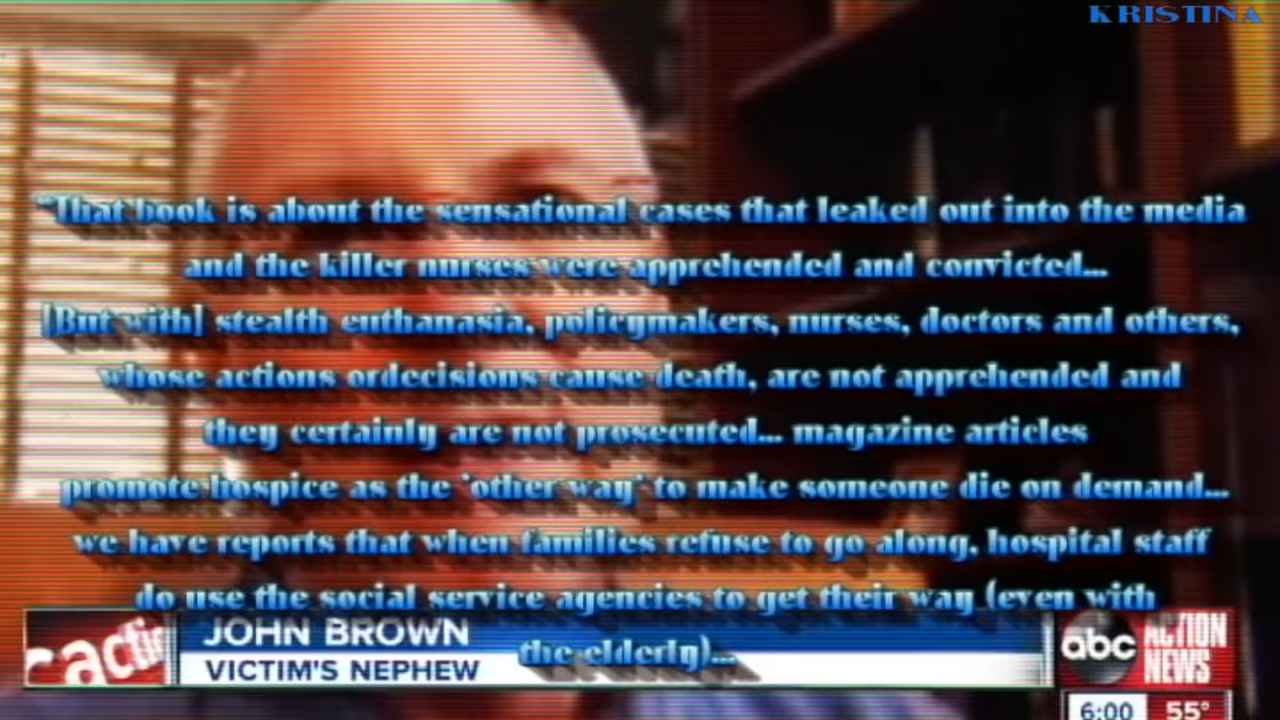 KRISTINA
"That book is about the sensational cases that leaked out into the media
and the killer nurses were apprehended and convicted...
[But with] stealth euthanasia, policymakers, nurses, doctors and others,
whose actions ordecisions cause death, are not apprehended and
they certainly are not prosecuted... magazine articles
promote hospice as the 'other way' to make someone die on demand...
we have reports that when families refuse to go along, hospital staff
do use the social service agencies to get their way (even with
the elderly)...
JOHN BROWN
VICTIM'S NEPHEW
abc ACTION
NEWS
6:00 55°